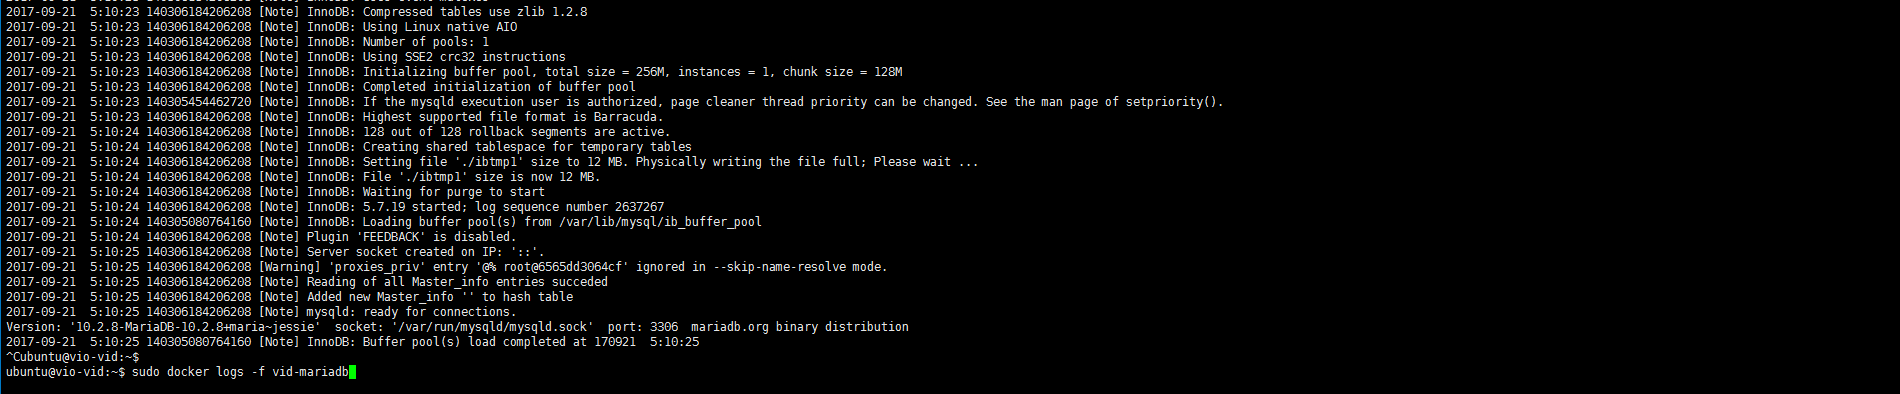 2017-09-21  5:10:23 140306184206208 [Note] InnoDB: Compressed tables use zlib 1.2.8
2017-09-21  5:10:23 140306184206208 [Note] InnoDB: Using Linux native AIO
2017-09-21  5:10:23 140306184206208 [Note] InnoDB: Number of pools: 1
2017-09-21  5:10:23 140306184206208 [Note] InnoDB: Using SSE2 crc32 instructions
2017-09-21  5:10:23 140306184206208 [Note] InnoDB: Initializing buffer pool, total size = 256M, instances = 1, chunk size = 128M
2017-09-21  5:10:23 140306184206208 [Note] InnoDB: Completed initialization of buffer pool
2017-09-21  5:10:23 140305454462720 [Note] InnoDB: If the mysqld execution user is authorized, page cleaner thread priority can be changed. See the man page of setpriority().
2017-09-21  5:10:23 140306184206208 [Note] InnoDB: Highest supported file format is Barracuda.
2017-09-21  5:10:24 140306184206208 [Note] InnoDB: 128 out of 128 rollback segments are active.
2017-09-21  5:10:24 140306184206208 [Note] InnoDB: Creating shared tablespace for temporary tables
2017-09-21  5:10:24 140306184206208 [Note] InnoDB: Setting file './ibtmp1' size to 12 MB. Physically writing the file full; Please wait ...
2017-09-21  5:10:24 140306184206208 [Note] InnoDB: File './ibtmp1' size is now 12 MB.
2017-09-21  5:10:24 140306184206208 [Note] InnoDB: Waiting for purge to start
2017-09-21  5:10:24 140306184206208 [Note] InnoDB: 5.7.19 started; log sequence number 2637267
2017-09-21  5:10:24 140305080764160 [Note] InnoDB: Loading buffer pool(s) from /var/lib/mysql/ib_buffer_pool
2017-09-21  5:10:24 140306184206208 [Note] Plugin 'FEEDBACK' is disabled.
2017-09-21  5:10:25 140306184206208 [Note] Server socket created on IP: '::'.
2017-09-21  5:10:25 140306184206208 [Warning] 'proxies_priv' entry '@% root@6565dd3064cf' ignored in --skip-name-resolve mode.
2017-09-21  5:10:25 140306184206208 [Note] Reading of all Master_info entries succeded
2017-09-21  5:10:25 140306184206208 [Note] Added new Master_info '' to hash table
2017-09-21  5:10:25 140306184206208 [Note] mysqld: ready for connections.
Version: '10.2.8-MariaDB-10.2.8+maria~jessie'  socket: '/var/run/mysqld/mysqld.sock'  port: 3306  mariadb.org binary distribution
2017-09-21  5:10:25 140305080764160 [Note] InnoDB: Buffer pool(s) load completed at 170921  5:10:25
^Cubuntu@vio-vid:~$
ubuntu@vio-vid:~$ sudo docker logs -f vid-mariadb